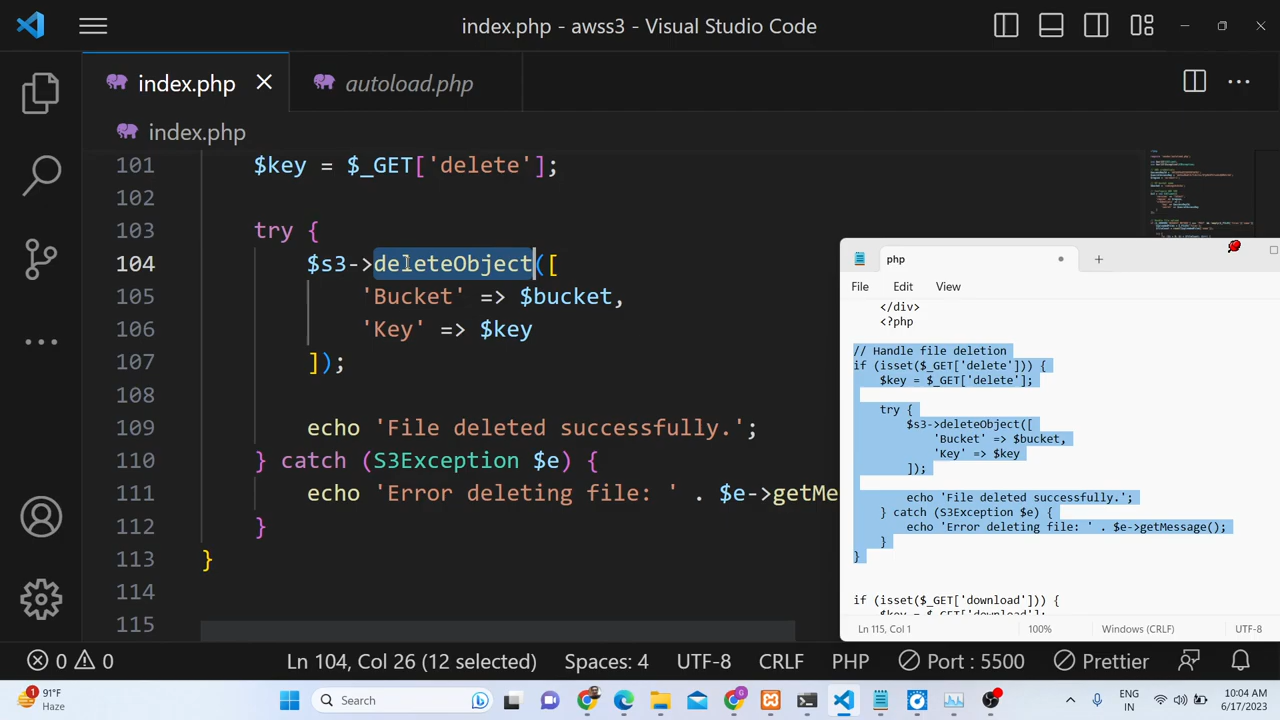 index.php - awss3 - Visual Studio Code
index.php
autoload.php
index.php
101 $key = $_GET['delete'];
102
103 try {
104 $s3->deleteObject([
105 'Bucket' => $bucket,
106 'Key' => $key
107 ]);
108
109 echo 'File deleted successfully.';
110 } catch (S3Exception $e) {
111 echo 'Error deleting file: ' . $e->getMe
112 }
113 }
114
115
php
File Edit View
</div>
<?php
// Handle file deletion
if (isset($_GET['delete'])) {
$key = $_GET['delete'];
try {
$s3->deleteObject([
'Bucket' => $bucket,
'Key' => $key
]);
echo 'File deleted successfully.';
} catch (S3Exception $e) {
echo 'Error deleting file: ' . $e->getMessage();
}
}
if (isset($_GET['download'])) {
$key = $_GET['download'];
Ln 115, Col 1 100% Windows (CRLF) UTF-8
0 0 Ln 104, Col 26 (12 selected) Spaces: 4 UTF-8 CRLF PHP Port : 5500 Prettier
1 91°F
Haze
Search
ENG
IN
10:04 AM
6/17/2023